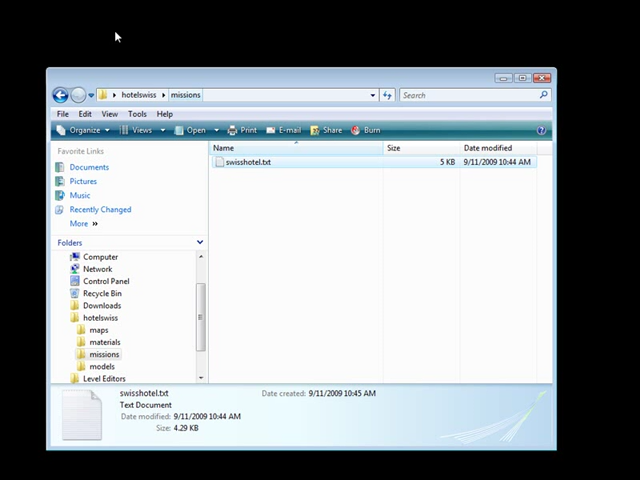 hotelswiss missions
Search
File Edit View Tools Help
Organize Views Open Print E-mail Share Burn
Favorite Links
Name Size Date modified
swisshotel.txt 5 KB 9/11/2009 10:44 AM
Documents
Pictures
Music
Recently Changed
More »
Folders
Computer
Network
Control Panel
Recycle Bin
Downloads
hotelswiss
maps
materials
missions
models
Level Editors
swisshotel.txt Date created: 9/11/2009 10:45 AM
Text Document
Date modified: 9/11/2009 10:44 AM
Size: 4.29 KB